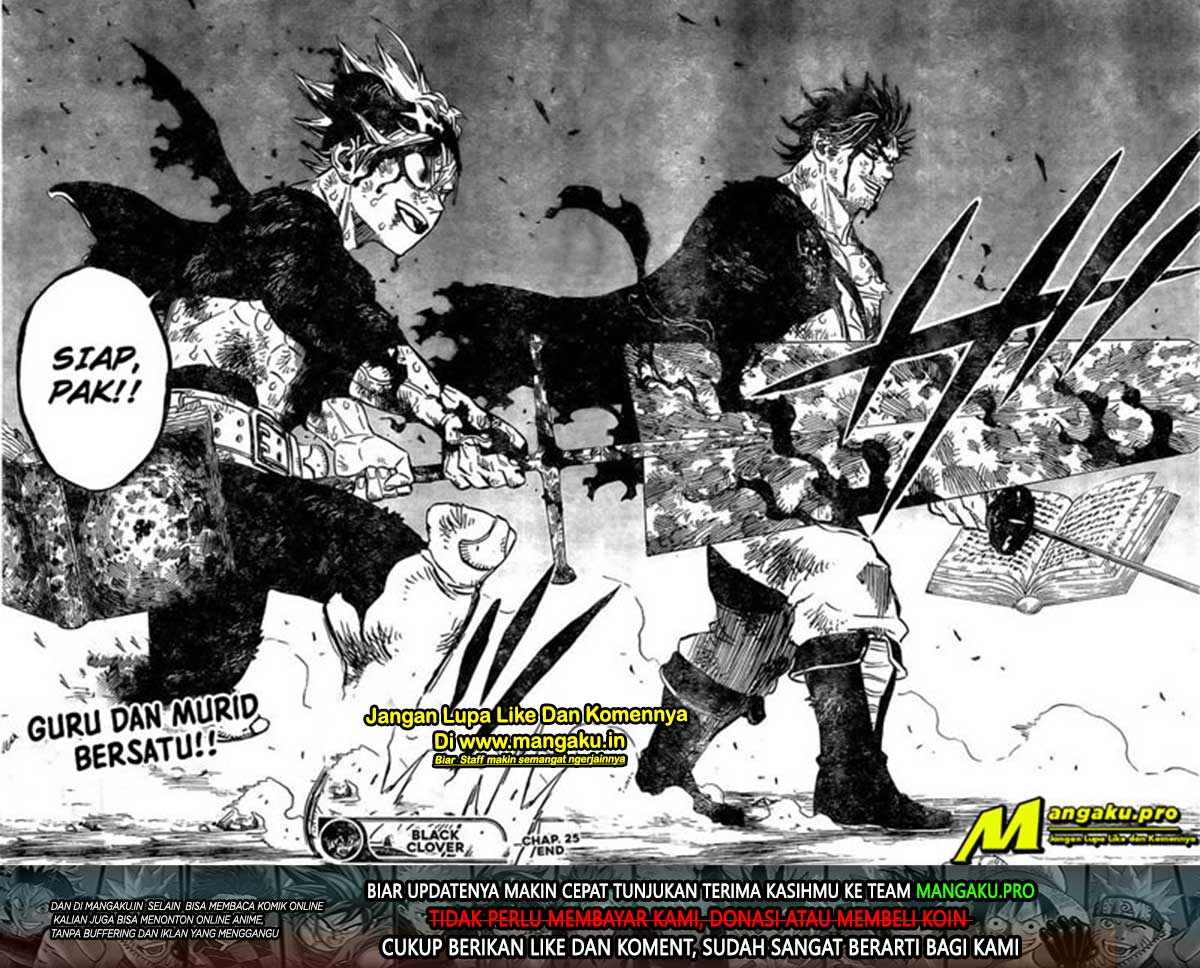 SIAP,
PAK!!
GURU DAN MURID
BERSATU!!
Jangan Lupa Like Dan Komennya
Di www.mangaku.in
Biar Staff makin semangat ngerjainnya
BLACK
CLOVER
CHAP. 25
/END
Mangaku.pro
Jangan Lupa Like dan Komennya
DAN DI MANGAKU.IN SELAIN BISA MEMBACA KOMIK ONLINE
KALIAN JUGA BISA MENONTON ONLINE ANIME,
TANPA BUFFERING DAN IKLAN YANG MENGGANGU
BIAR UPDATENYA MAKIN CEPAT TUNJUKAN TERIMA KASIHMU KE TEAM MANGAKU.PRO
TIDAK PERLU MEMBAYAR KAMI, DONASI ATAU MEMBELI KOIN
CUKUP BERIKAN LIKE DAN KOMENT, SUDAH SANGAT BERARTI BAGI KAMI